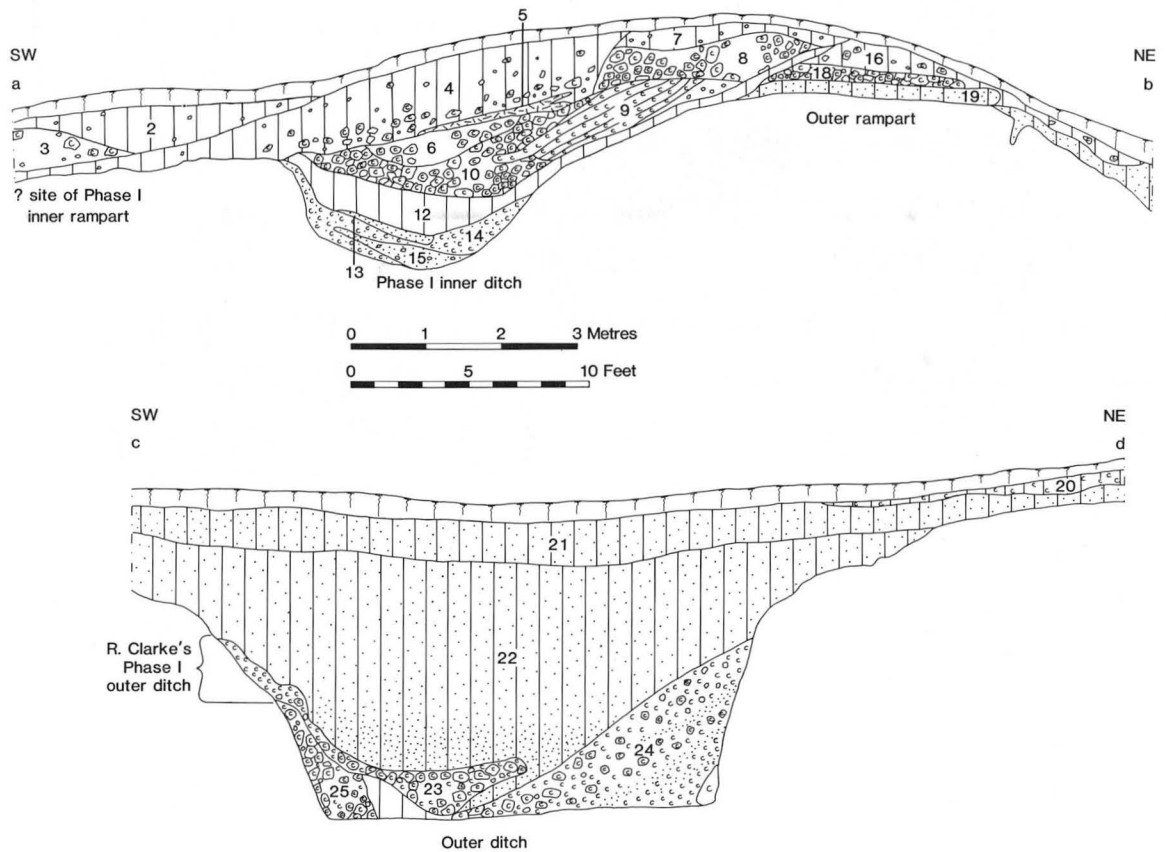 5
SW
7
NE
a
4
8
16
b
18
2
9
19
3
6
Outer rampart
10
? site of Phase I
inner rampart
12
14
15
13
Phase I inner ditch
0 1 2 3 Metres
0 5 10 Feet
SW
NE
c
d
20
21
R. Clarke's
Phase I
outer ditch
22
24
25
23
Outer ditch